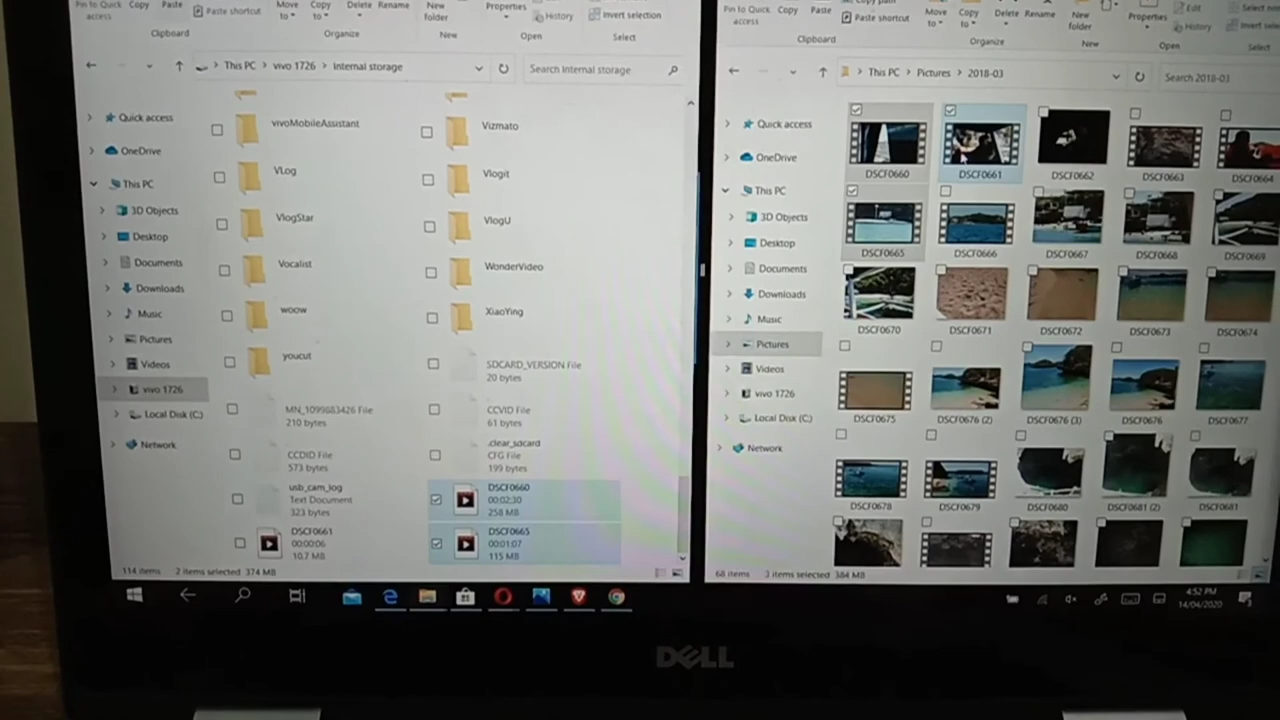 Pin to Quick access
Copy
Paste
Paste shortcut
Move to
Copy to
Delete
Rename
New folder
Properties
History
Invert selection
Clipboard
Organize
New
Open
Select
This PC > vivo 1726 > Internal storage
Search Internal storage
Quick access
OneDrive
This PC
3D Objects
Desktop
Documents
Downloads
Music
Pictures
Videos
vivo 1726
Local Disk (C:)
Network
vivoMobileAssistant
Vizmato
VLog
Vlogit
VlogStar
VlogU
Vocalist
WonderVideo
woow
XiaoYing
youcut
SDCARD_VERSION File
20 bytes
MN_1099883426 File
210 bytes
CCVID File
61 bytes
CCDID File
573 bytes
.clear_sdcard
CFG File
199 bytes
usb_cam_log
Text Document
323 bytes
DSCF0660
00:02:30
258 MB
DSCF0661
00:00:06
10.7 MB
DSCF0665
00:01:07
115 MB
114 items
2 items selected 374 MB
Pin to Quick access
Copy
Paste
Copy path
Paste shortcut
Move to
Copy to
Delete
Rename
New folder
Properties
Edit
History
Clipboard
Organize
New
Open
Select
This PC > Pictures > 2018-03
Search 2018-03
Quick access
OneDrive
This PC
3D Objects
Desktop
Documents
Downloads
Music
Pictures
Videos
vivo 1726
Local Disk (C:)
Network
DSCF0660
DSCF0661
DSCF0662
DSCF0663
DSCF0664
DSCF0665
DSCF0666
DSCF0667
DSCF0668
DSCF0669
DSCF0670
DSCF0671
DSCF0672
DSCF0673
DSCF0674
DSCF0675
DSCF0676 (2)
DSCF0676 (3)
DSCF0676
DSCF0677
DSCF0678
DSCF0679
DSCF0680
DSCF0681 (2)
DSCF0681
68 items
3 items selected 384 MB
4:52 PM
14/04/2020
DELL